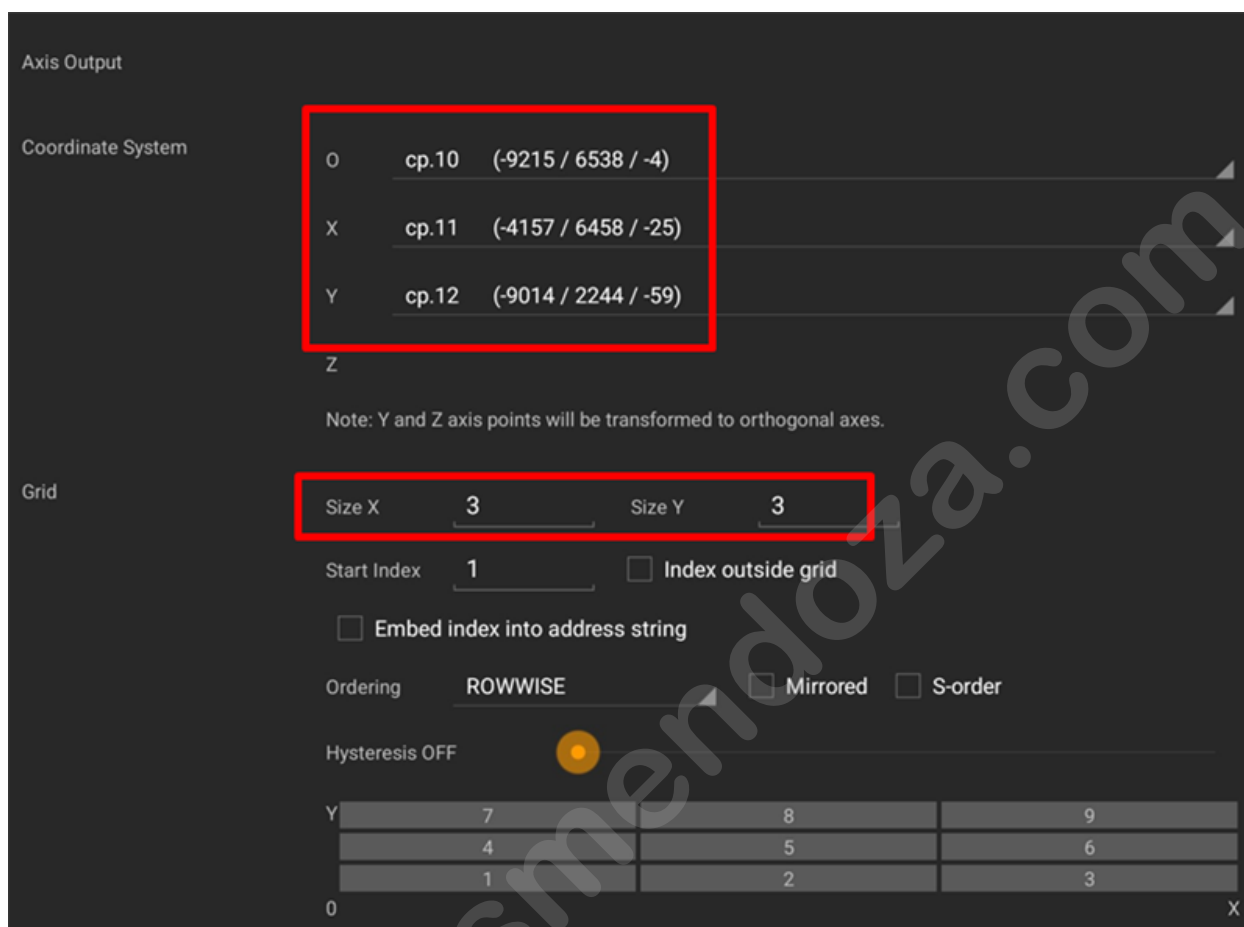 Axis Output
Coordinate System
O cp.10 (-9215 / 6538 / -4)
X cp.11 (-4157 / 6458 / -25)
Y cp.12 (-9014 / 2244 / -59)
Z
Note: Y and Z axis points will be transformed to orthogonal axes.
Grid
Size X 3 Size Y 3
Start Index 1 Index outside grid
Embed index into address string
Ordering ROWWISE Mirrored S-order
Hysteresis OFF
Y 7 8 9
4 5 6
1 2 3
0 X
smendoza.com